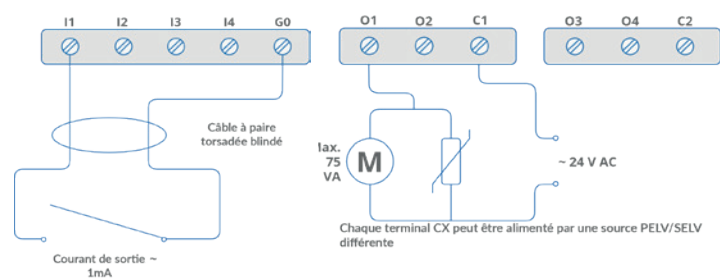 I1 I2 I3 I4 G0
O1 O2 C1
O3 O4 C2
Câble à paire
torsadée blindé
Courant de sortie ~
1mA
75
VA
M
~ 24 V AC
Chaque terminal CX peut être alimenté par une source PELV/SELV
différente